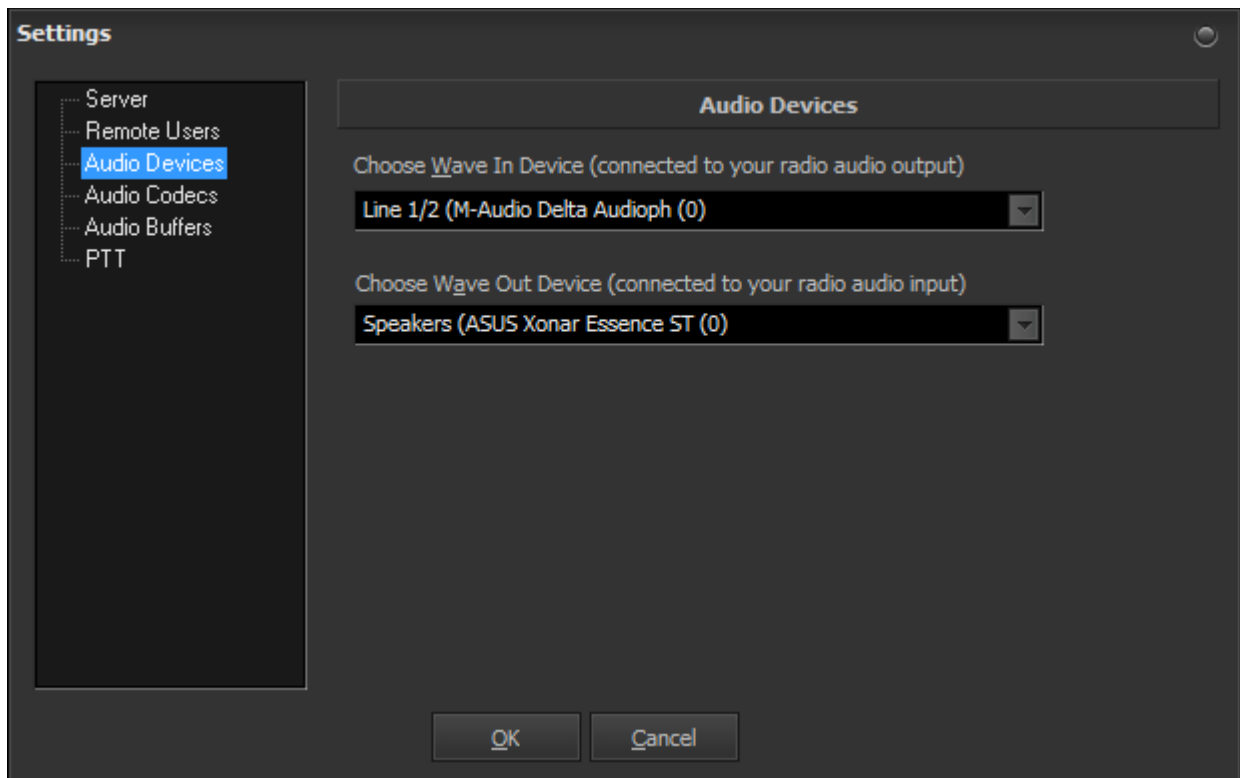 Settings
Server
Remote Users
Audio Devices
Audio Codecs
Audio Buffers
PTT
Audio Devices
Choose Wave In Device (connected to your radio audio output)
Line 1/2 (M-Audio Delta Audioph (0)
Choose Wave Out Device (connected to your radio audio input)
Speakers (ASUS Xonar Essence ST (0)
OK
Cancel